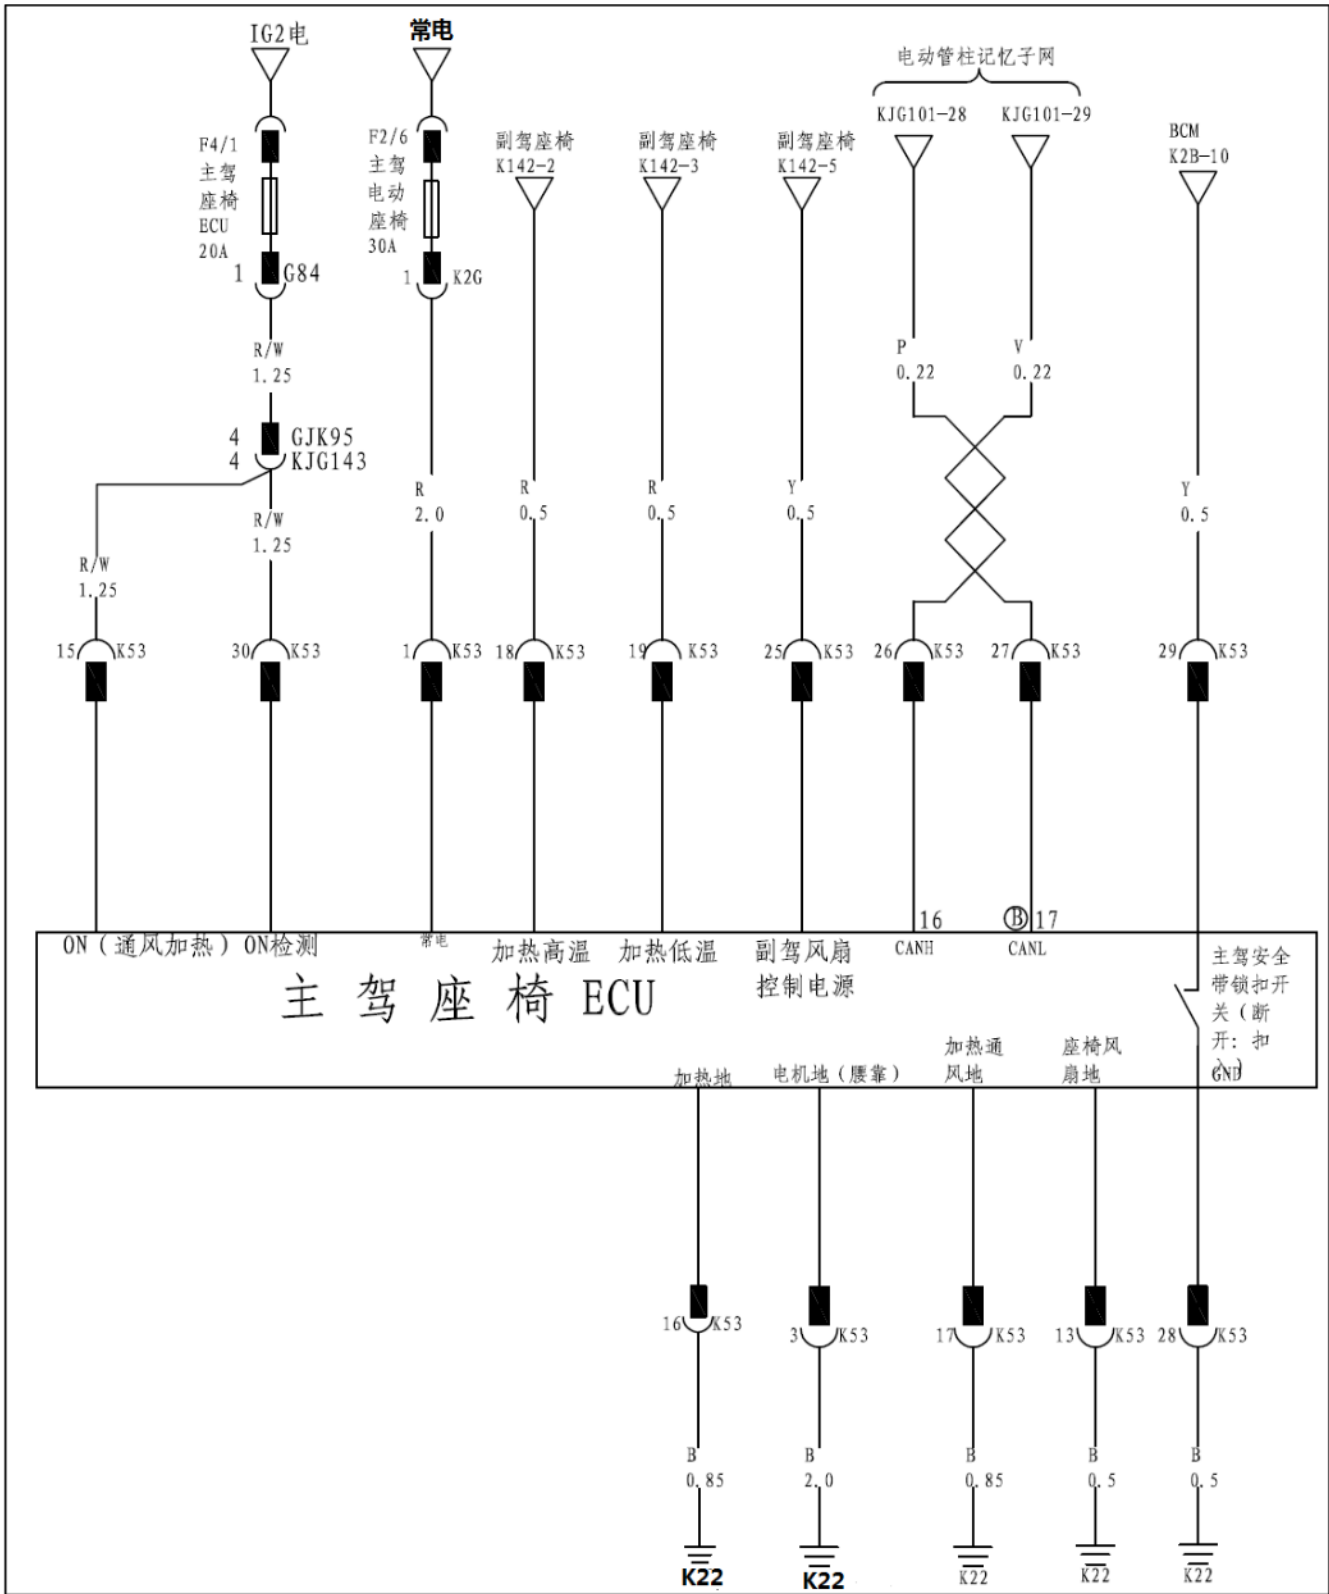 IG2电
常电
电动管柱记忆子网
KJG101-28
KJG101-29
F4/1
主驾
座椅
ECU
20A
F2/6
主驾
电动
座椅
30A
副驾座椅
K142-2
副驾座椅
K142-3
副驾座椅
K142-5
BCM
K2B-10
1 G84
1 K2G
R/W
1.25
P
0.22
V
0.22
4 GJK95
4 KJG143
R/W
1.25
R/W
1.25
R
2.0
R
0.5
R
0.5
Y
0.5
Y
0.5
15 K53
30 K53
1 K53
18 K53
19 K53
25 K53
26 K53
27 K53
29 K53
16
B 17
ON(通风加热)
ON检测
常电
加热高温
加热低温
副驾风扇
控制电源
CANH
CANL
主驾安全
带锁扣开
关(断
开:扣
入)
GND
主驾座椅ECU
加热地
电机地(腰靠)
加热通
风地
座椅风
扇地
16 K53
3 K53
17 K53
13 K53
28 K53
B
0.85
B
2.0
B
0.85
B
0.5
B
0.5
K22
K22
K22
K22
K22